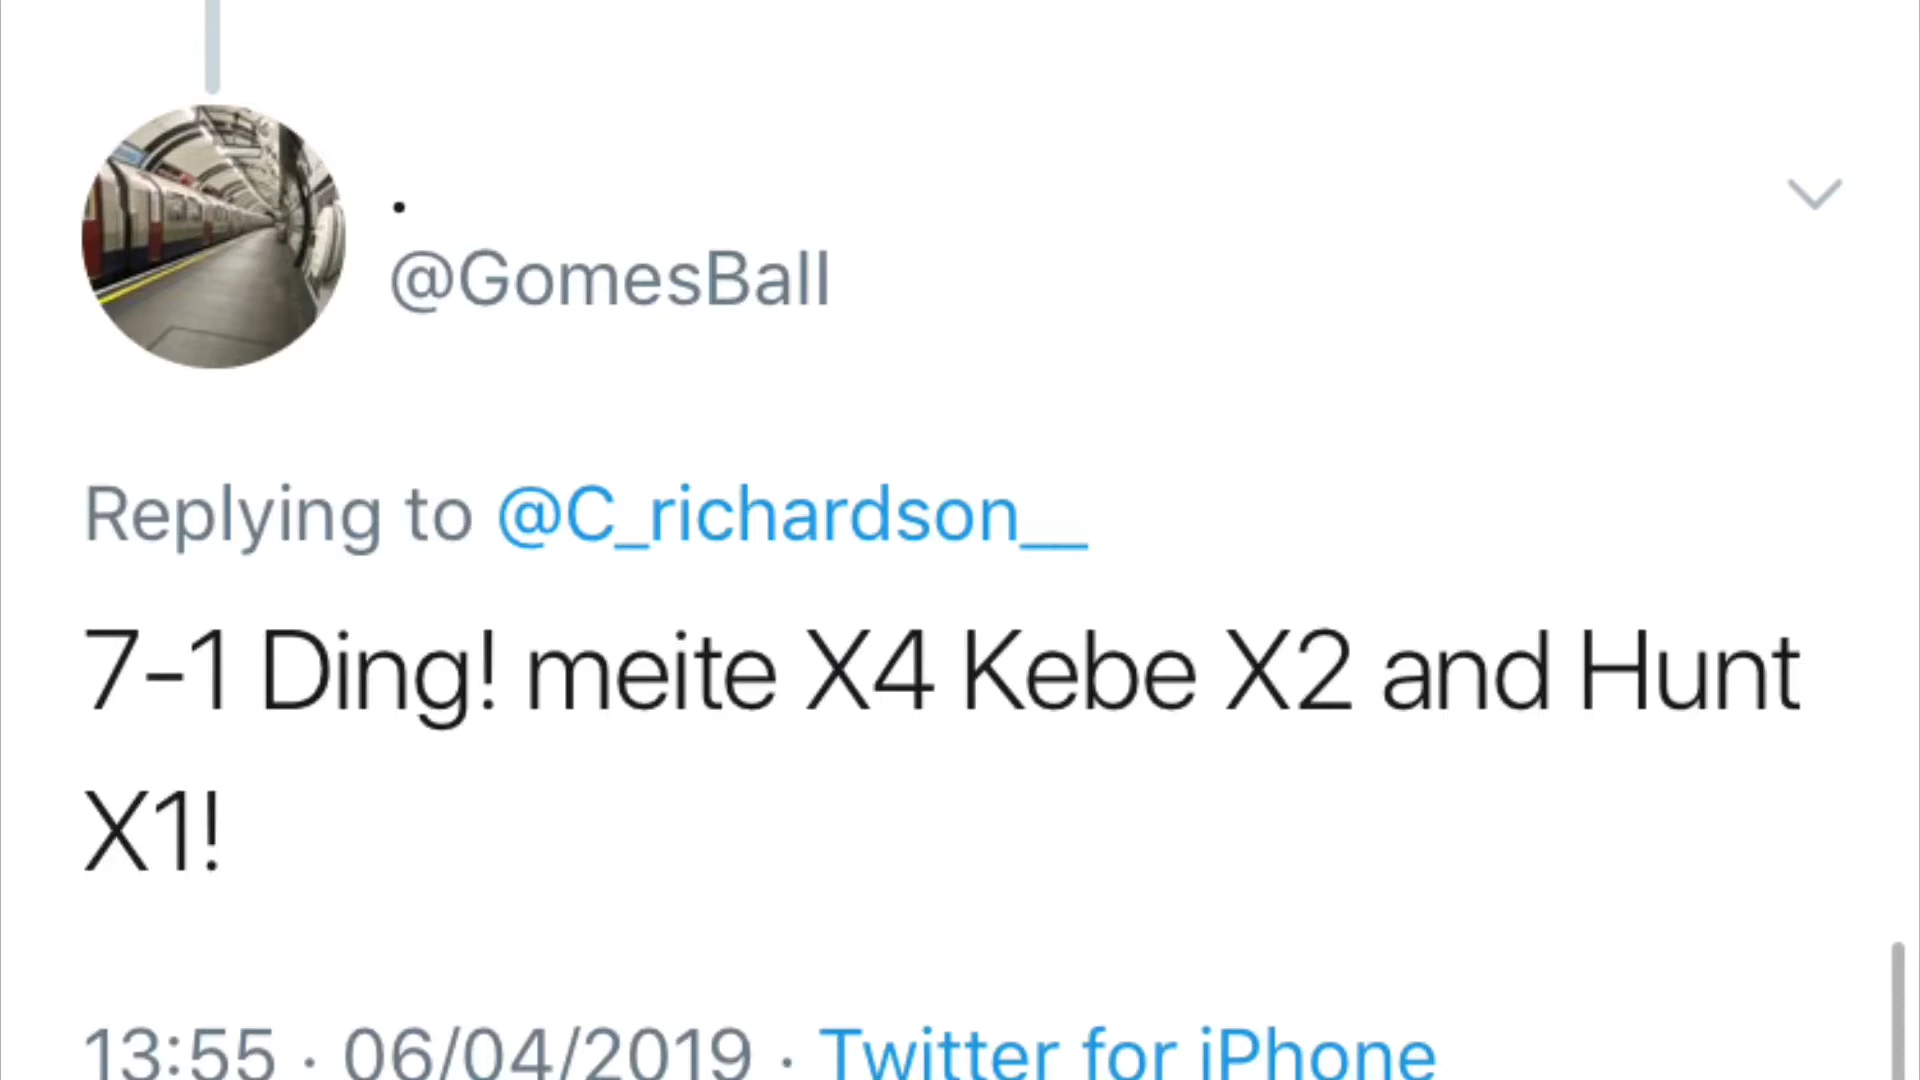 .
@GomesBall
Replying to @C_richardson__
7-1 Ding! meite X4 Kebe X2 and Hunt
X1!
13:55 · 06/04/2019 · Twitter for iPhone